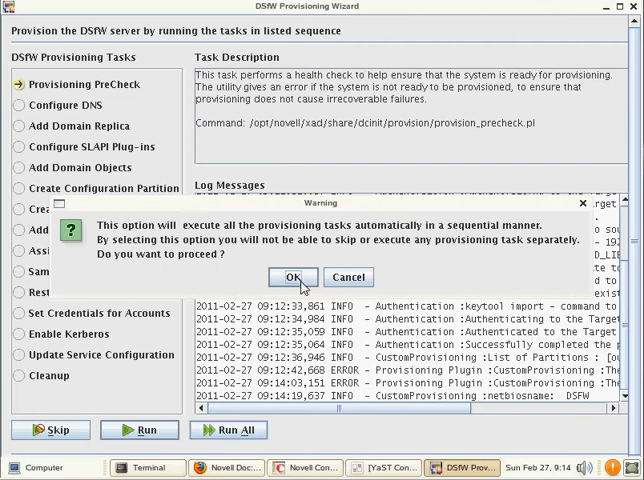 DSfW Provisioning Wizard
Provision the DSfW server by running the tasks in listed sequence
DSfW Provisioning Tasks
Provisioning PreCheck
Configure DNS
Add Domain Replica
Configure SLAPI Plug-ins
Add Domain Objects
Create Configuration Partition
Crea
Add
Assi
Sam
Rest
Set Credentials for Accounts
Enable Kerberos
Update Service Configuration
Cleanup
Task Description
This task performs a health check to help ensure that the system is ready for provisioning.
The utility gives an error if the system is not ready to be provisioned, to ensure that
provisioning does not cause irrecoverable failures.
Command: /opt/novell/xad/share/dcinit/provision/provision_precheck.pl
Log Messages
Warning
This option will execute all the provisioning tasks automatically in a sequential manner.
By selecting this option you will not be able to skip or execute any provisioning task separately.
Do you want to proceed ?
OK
Cancel
2011-02-27 09:12:33,861 INFO - Authentication :keytool import - command to
2011-02-27 09:12:34,984 INFO - Authentication :Authenticating to the Target
2011-02-27 09:12:35,059 INFO - Authentication :Authenticated to the Target
2011-02-27 09:12:35,064 INFO - Authentication :Successfully completed the p
2011-02-27 09:12:36,946 INFO - CustomProvisioning :List of Partitions : [ou
2011-02-27 09:12:42,668 ERROR - Provisioning Plugin :CustomProvisioning :The
2011-02-27 09:14:03,151 ERROR - Provisioning Plugin :CustomProvisioning :The
2011-02-27 09:14:19,637 INFO - CustomProvisioning :netbiosname: DSFW
Skip
Run
Run All
Computer
Terminal
Novell Doc:...
Novell Con...
[YaST Con...
DSfW Prov...
Sun Feb 27, 9:14